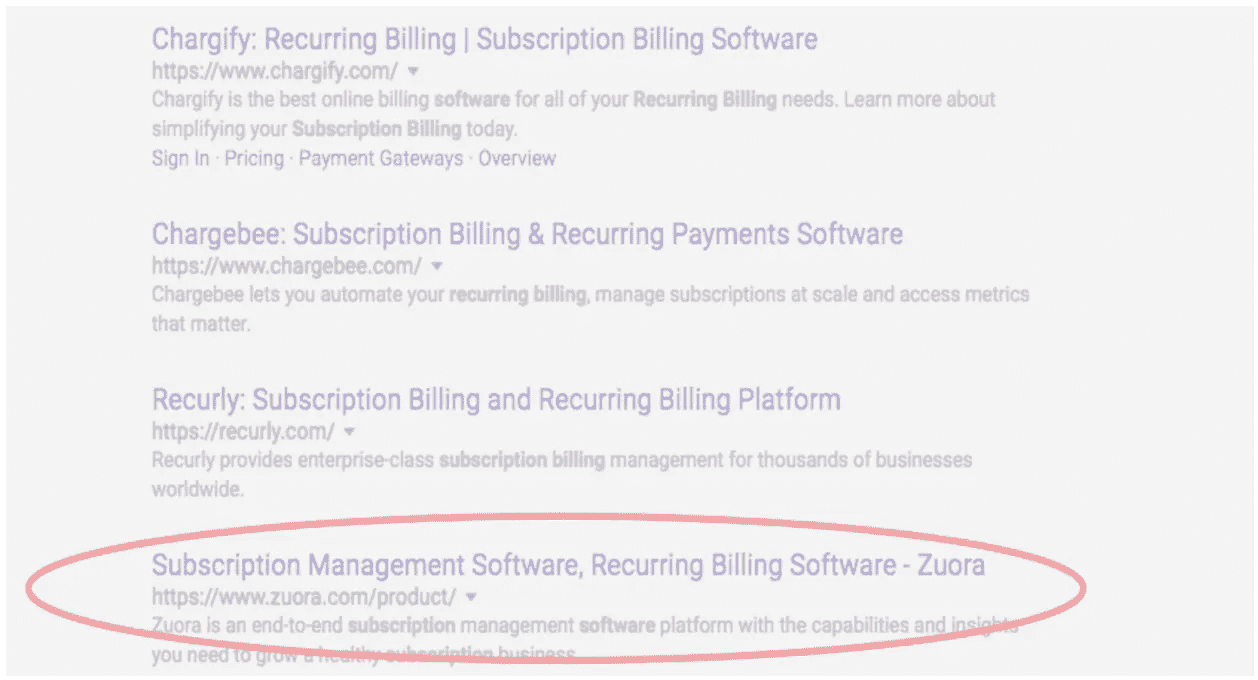 Chargify: Recurring Billing | Subscription Billing Software
https://www.chargify.com/
Chargify is the best online billing software for all of your Recurring Billing needs. Learn more about
simplifying your Subscription Billing today.
Sign In · Pricing · Payment Gateways · Overview
Chargebee: Subscription Billing & Recurring Payments Software
https://www.chargebee.com/
Chargebee lets you automate your recurring billing, manage subscriptions at scale and access metrics
that matter.
Recurly: Subscription Billing and Recurring Billing Platform
https://recurly.com/
Recurly provides enterprise-class subscription billing management for thousands of businesses
worldwide.
Subscription Management Software, Recurring Billing Software - Zuora
https://www.zuora.com/product/
Zuora is an end-to-end subscription management software platform with the capabilities and insights
you need to grow a healthy subscription business.